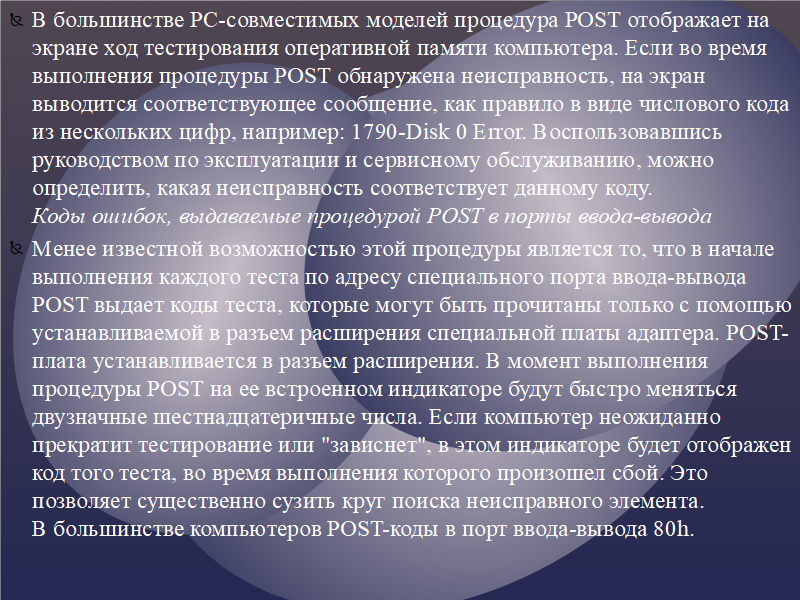 В большинстве PC-совместимых моделей процедура POST отображает на
экране ход тестирования оперативной памяти компьютера. Если во время
выполнения процедуры POST обнаружена неисправность, на экран
выводится соответствующее сообщение, как правило в виде числового кода
из нескольких цифр, например: 1790-Disk 0 Error. Воспользовавшись
руководством по эксплуатации и сервисному обслуживанию, можно
определить, какая неисправность соответствует данному коду.
Коды ошибок, выдаваемые процедурой POST в порты ввода-вывода
Менее известной возможностью этой процедуры является то, что в начале
выполнения каждого теста по адресу специального порта ввода-вывода
POST выдает коды теста, которые могут быть прочитаны только с помощью
устанавливаемой в разъем расширения специальной платы адаптера. POST-
плата устанавливается в разъем расширения. В момент выполнения
процедуры POST на ее встроенном индикаторе будут быстро меняться
двузначные шестнадцатеричные числа. Если компьютер неожиданно
прекратит тестирование или "зависнет", в этом индикаторе будет отображен
код того теста, во время выполнения которого произошел сбой. Это
позволяет существенно сузить круг поиска неисправного элемента.
В большинстве компьютеров POST-коды в порт ввода-вывода 80h.